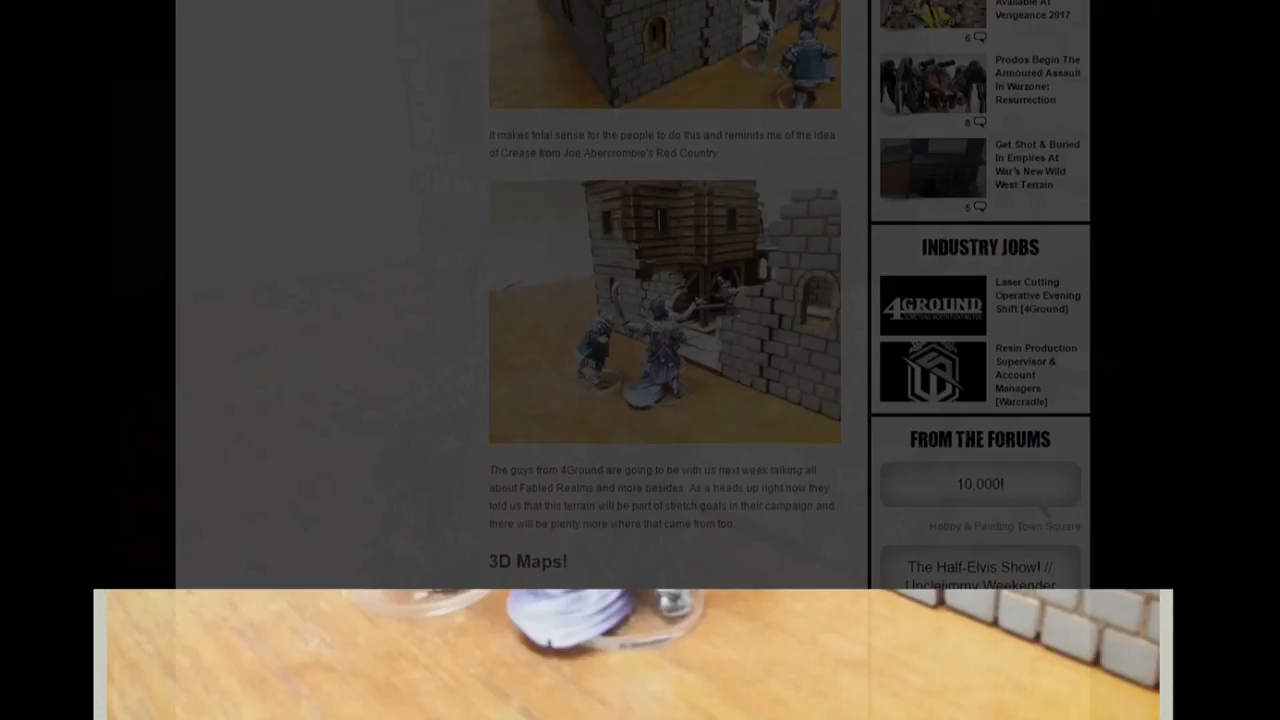 It makes total sense for the people to do this and reminds me of the idea
of Crease from Joe Abercrombie's Red Country.
The guys from 4Ground are going to be with us next week talking all
about Fabled Realms and more besides. As a heads up right now they
told us that this terrain will be part of stretch goals in their campaign and
there will be plenty more where that came from too.
3D Maps!
Available At
Vengeance 2017
6
Prodos Begin The
Armoured Assault
In Warzone:
Resurrection
8
Get Shot & Buried
In Empires At
War's New Wild
West Terrain
5
INDUSTRY JOBS
4GROUND
SOMETHING WORTH FIGHTING FOR
Laser Cutting
Operative Evening
Shift [4Ground]
Resin Production
Supervisor &
Account
Managers
[Warcradle]
FROM THE FORUMS
10,000!
Hobby & Painting Town Square
The Half-Elvis Show! //
Unclejimmy Weekender